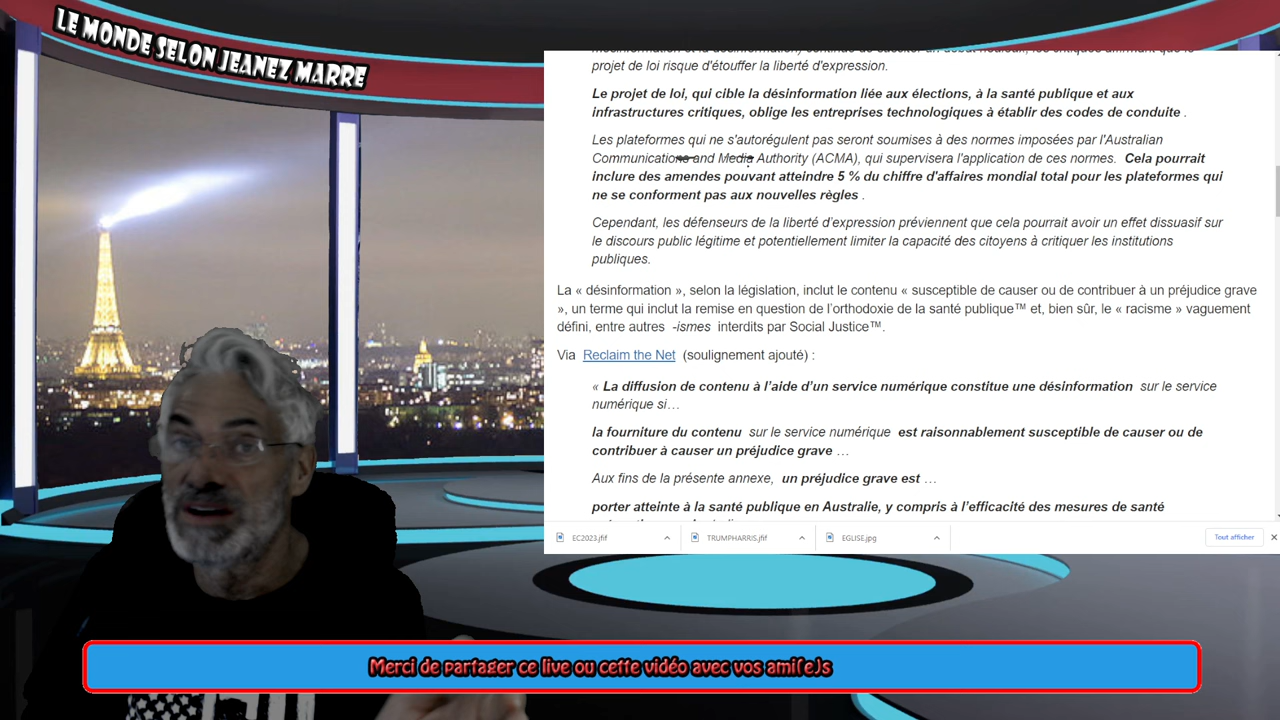 LE MONDE SELON JEANEZ MARRE
projet de loi risque d'étouffer la liberté d'expression.
Le projet de loi, qui cible la désinformation liée aux élections, à la santé publique et aux
infrastructures critiques, oblige les entreprises technologiques à établir des codes de conduite .
Les plateformes qui ne s'autorégulent pas seront soumises à des normes imposées par l'Australian
Communications and Media Authority (ACMA), qui supervisera l'application de ces normes. Cela pourrait
inclure des amendes pouvant atteindre 5 % du chiffre d'affaires mondial total pour les plateformes qui
ne se conforment pas aux nouvelles règles .
Cependant, les défenseurs de la liberté d'expression préviennent que cela pourrait avoir un effet dissuasif sur
le discours public légitime et potentiellement limiter la capacité des citoyens à critiquer les institutions
publiques.
La « désinformation », selon la législation, inclut le contenu « susceptible de causer ou de contribuer à un préjudice grave
», un terme qui inclut la remise en question de l'orthodoxie de la santé publique™ et, bien sûr, le « racisme » vaguement
défini, entre autres -ismes interdits par Social Justice™.
Via Reclaim the Net (soulignement ajouté) :
« La diffusion de contenu à l'aide d'un service numérique constitue une désinformation sur le service
numérique si…
la fourniture du contenu sur le service numérique est raisonnablement susceptible de causer ou de
contribuer à causer un préjudice grave …
Aux fins de la présente annexe, un préjudice grave est …
porter atteinte à la santé publique en Australie, y compris à l'efficacité des mesures de santé
EC2023.jfif
TRUMPHARRIS.jfif
EGLISE.jpg
Tout afficher
Merci de partager ce live ou cette vidéo avec vos ami(e)s